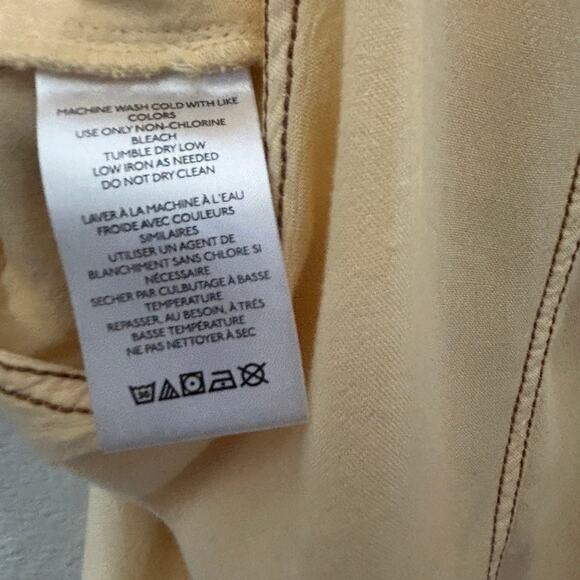 MACHINE WASH COLD WITH LIKE
COLORS
USE ONLY NON-CHLORINE
BLEACH
TUMBLE DRY LOW
LOW IRON AS NEEDED
DO NOT DRY CLEAN
LAVER À LA MACHINE À L'EAU
FROIDE AVEC COULEURS
SIMILAIRES
UTILISER UN AGENT DE
BLANCHIMENT SANS CHLORE SI
NÉCESSAIRE
SECHER PAR CULBUTAGE À BASSE
TEMPERATURE
REPASSER, AU BESOIN, À TRÉS
BASSE TEMPÉRATURE
NE PAS NETTOYER À SEC
30